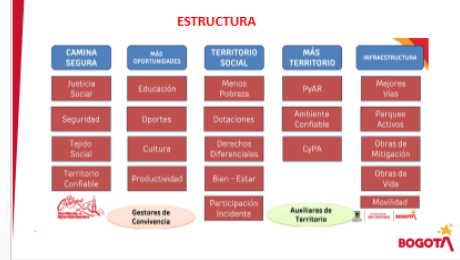 ESTRUCTURA
CAMINA
SEGURA
Justicia
Social
Seguridad
Tejido
Social
Territorio
Confiable
MÁS
OPORTUNIDADES
Educación
Dportes
Cultura
Productividad
TERRITORIO
SOCIAL
Menos
Pobreza
Dotaciones
Derechos
Diferenciales
Bien - Estar
Participación
Incidente
MÁS
TERRITORIO
PyAR
Ambiente
Confiable
CyPA
INFRAESTRUCTURA
Mejores
Vías
Parques
Activos
Obras de
Mitigación
Obras de
Vida
Movilidad
Gestores de
Convivencia
Auxiliares de
Territorio
BOGOTÁ
BOGOTÁ